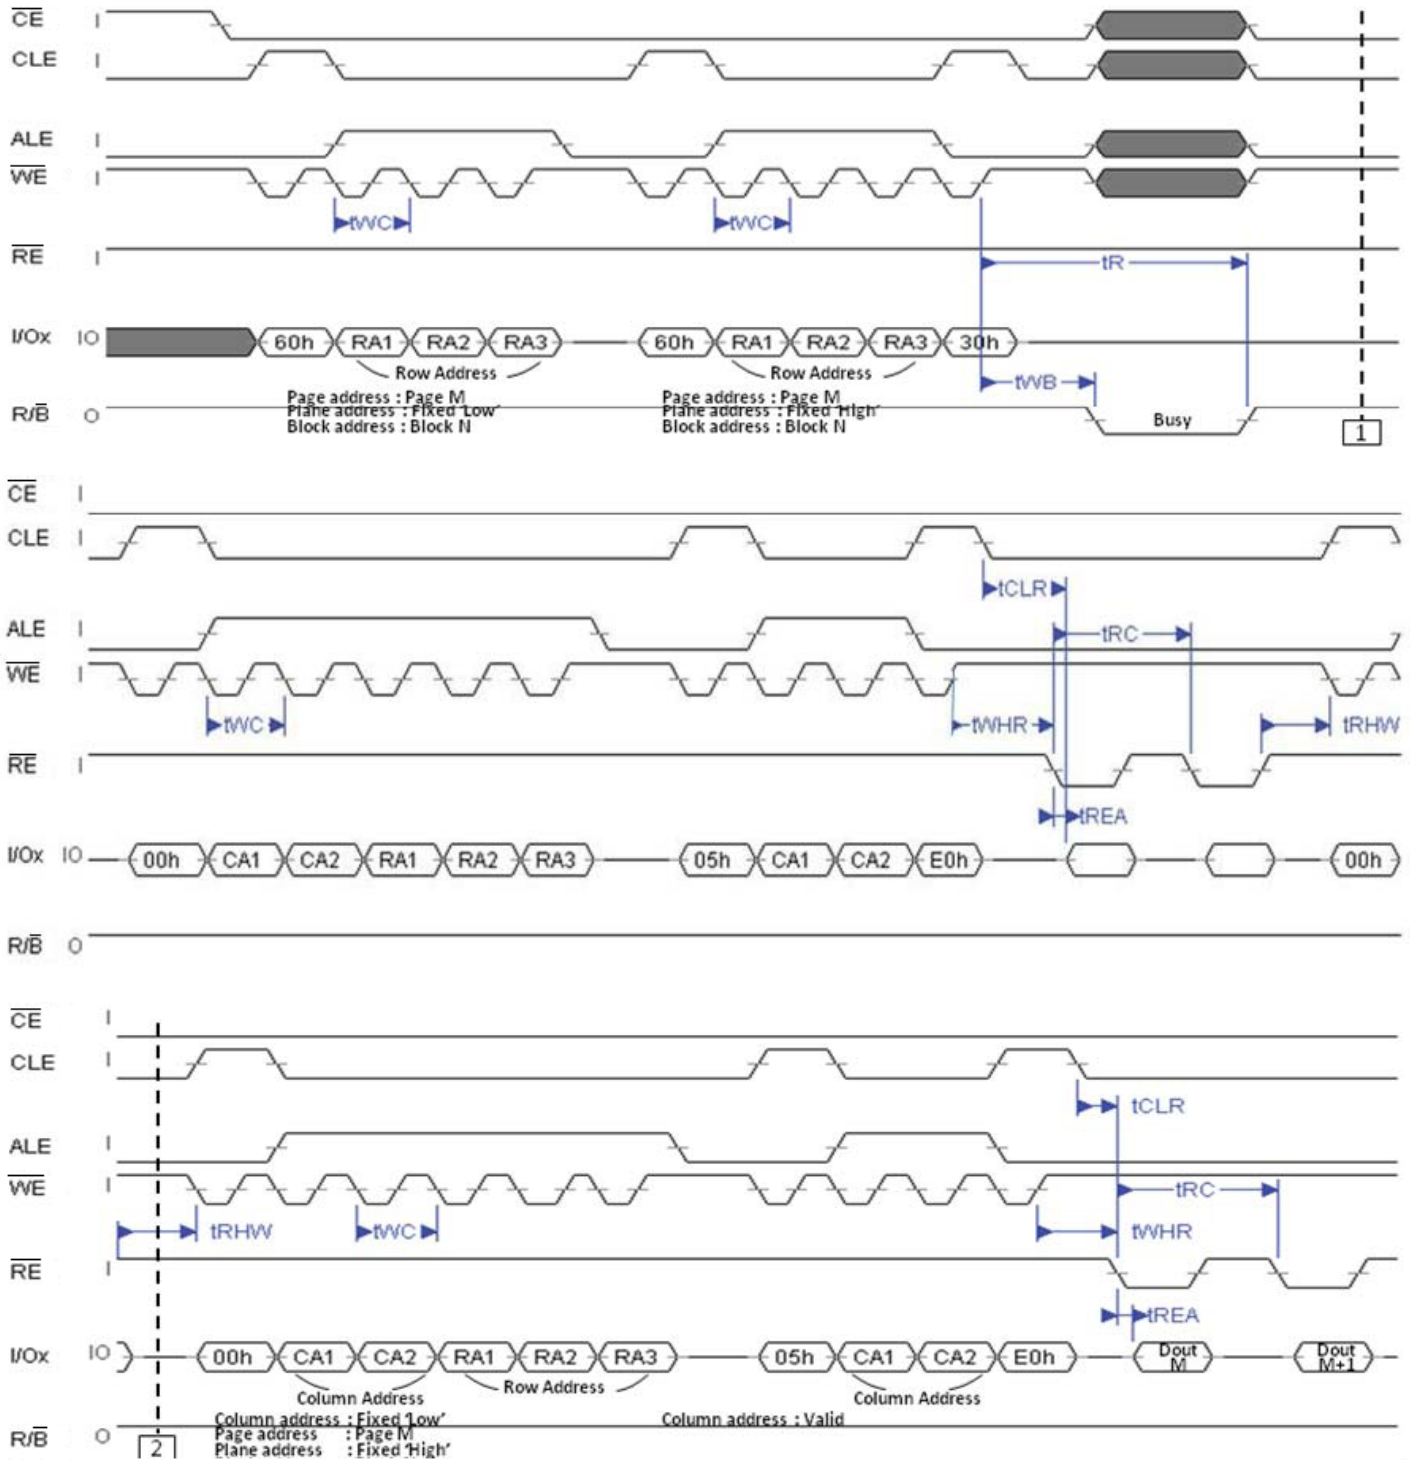 CE I
CLE I
ALE I
WE I
tWC tWC
RE I
tR
I/Ox IO 60h RA1 RA2 RA3 60h RA1 RA2 RA3 30h
Row Address Row Address
tWB
Page address : Page M Page address : Page M
Plane address : Fixed 'Low' Plane address : Fixed 'High'
Block address : Block N Block address : Block N
R/B O Busy
1
CE I
CLE I
tCLR
ALE I tRC
WE I
tWC tWHR tRHW
RE I
tREA
I/Ox IO 00h CA1 CA2 RA1 RA2 RA3 05h CA1 CA2 E0h 00h
R/B O
CE I
CLE I
tCLR
ALE I
WE I tRC
tRHW tWC tWHR
RE I
tREA
I/Ox IO 00h CA1 CA2 RA1 RA2 RA3 05h CA1 CA2 E0h Dout M Dout M+1
Column Address Row Address Column Address
Column address : Fixed 'Low' Column address : Valid
R/B O Page address : Page M
2 Plane address : Fixed 'High'